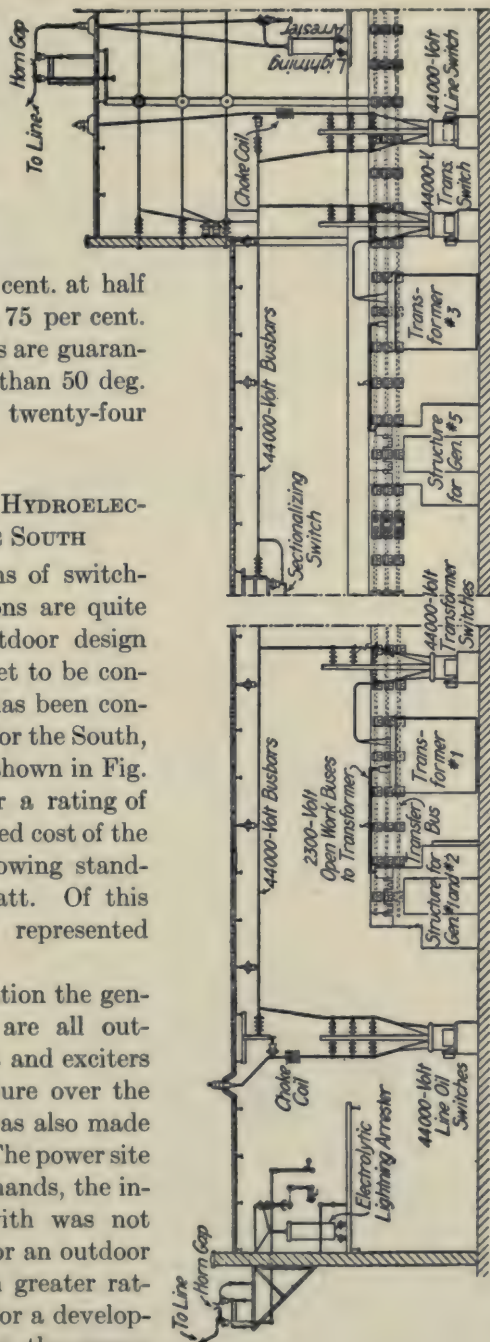 cent. at half
75 per cent.
s are guaran-
than 50 deg.
twenty-four
HYDROELEC-
SOUTH
ns of switch-
ons are quite
tdoor design
et to be con-
as been con-
or the South,
shown in Fig.
r a rating of
ed cost of the
owing stand-
att. Of this
represented
tion the gen-
are all out-
s and exciters
ure over the
as also made
The power site
hands, the in-
vith was not
or an outdoor
a greater rat-
or a develop-
To Line
Horn Gap
Lightning
Arrester
Choke Coil
44000-Volt
Line Switch
44000-V
Trans.
Switch
44000-Volt Busbars
Trans-
former
#3
Structure
for Gen. #5
Sectionalizing
Switch
44000-Volt
Transformer
Switches
44000-Volt Busbars
2300-Volt
Open Work Buses
to Transformer
Transfer
Bus
Trans-
former
#1
Structure for
Gen #1 and #2
Choke
Coil
44000-Volt
Line Oil
Switches
Electrolytic
Lightning Arrester
To Line
Horn Gap